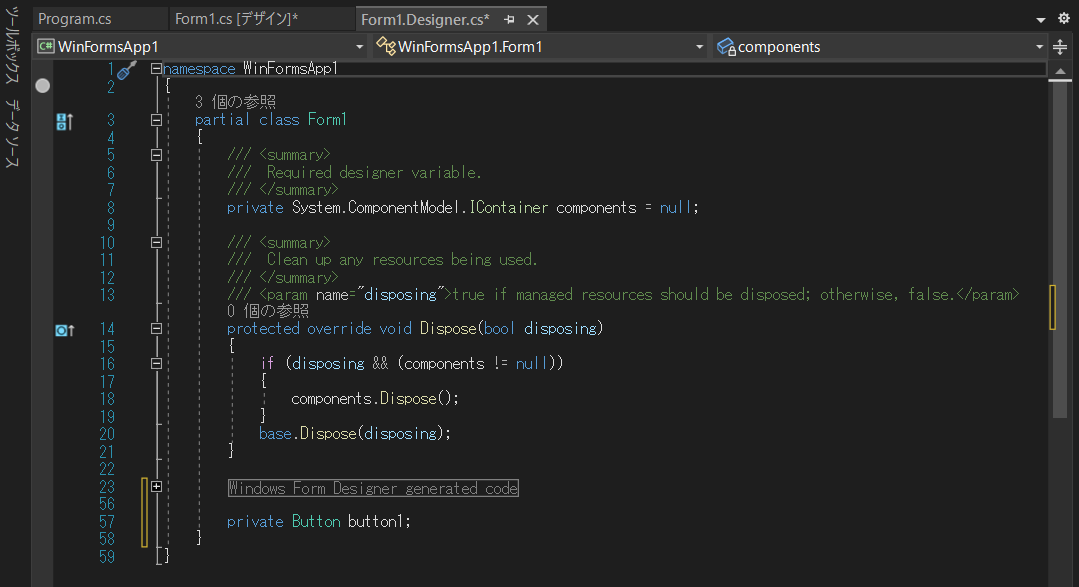 ツールボックス
データ ソース
Program.cs
Form1.cs [デザイン]*
Form1.Designer.cs*
C# WinFormsApp1
WinFormsApp1.Form1
components
1 namespace WinFormsApp1
2 {
3 個の参照
3 partial class Form1
4 {
5 /// <summary>
6 ///  Required designer variable.
7 /// </summary>
8 private System.ComponentModel.IContainer components = null;
9
10 /// <summary>
11 ///  Clean up any resources being used.
12 /// </summary>
13 /// <param name="disposing">true if managed resources should be disposed; otherwise, false.</param>
0 個の参照
14 protected override void Dispose(bool disposing)
15 {
16 if (disposing && (components != null))
17 {
18 components.Dispose();
19 }
20 base.Dispose(disposing);
21 }
22
23 Windows Form Designer generated code
56
57 private Button button1;
58 }
59 }